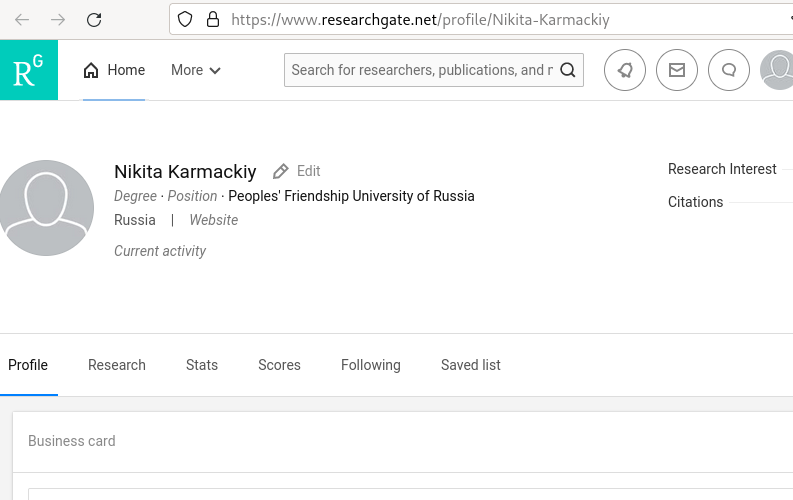 https://www.researchgate.net/profile/Nikita-Karmackiy
RG Home More Search for researchers, publications, and r
Nikita Karmackiy Edit
Degree · Position · Peoples' Friendship University of Russia
Russia | Website
Current activity
Research Interest
Citations
Profile Research Stats Scores Following Saved list
Business card